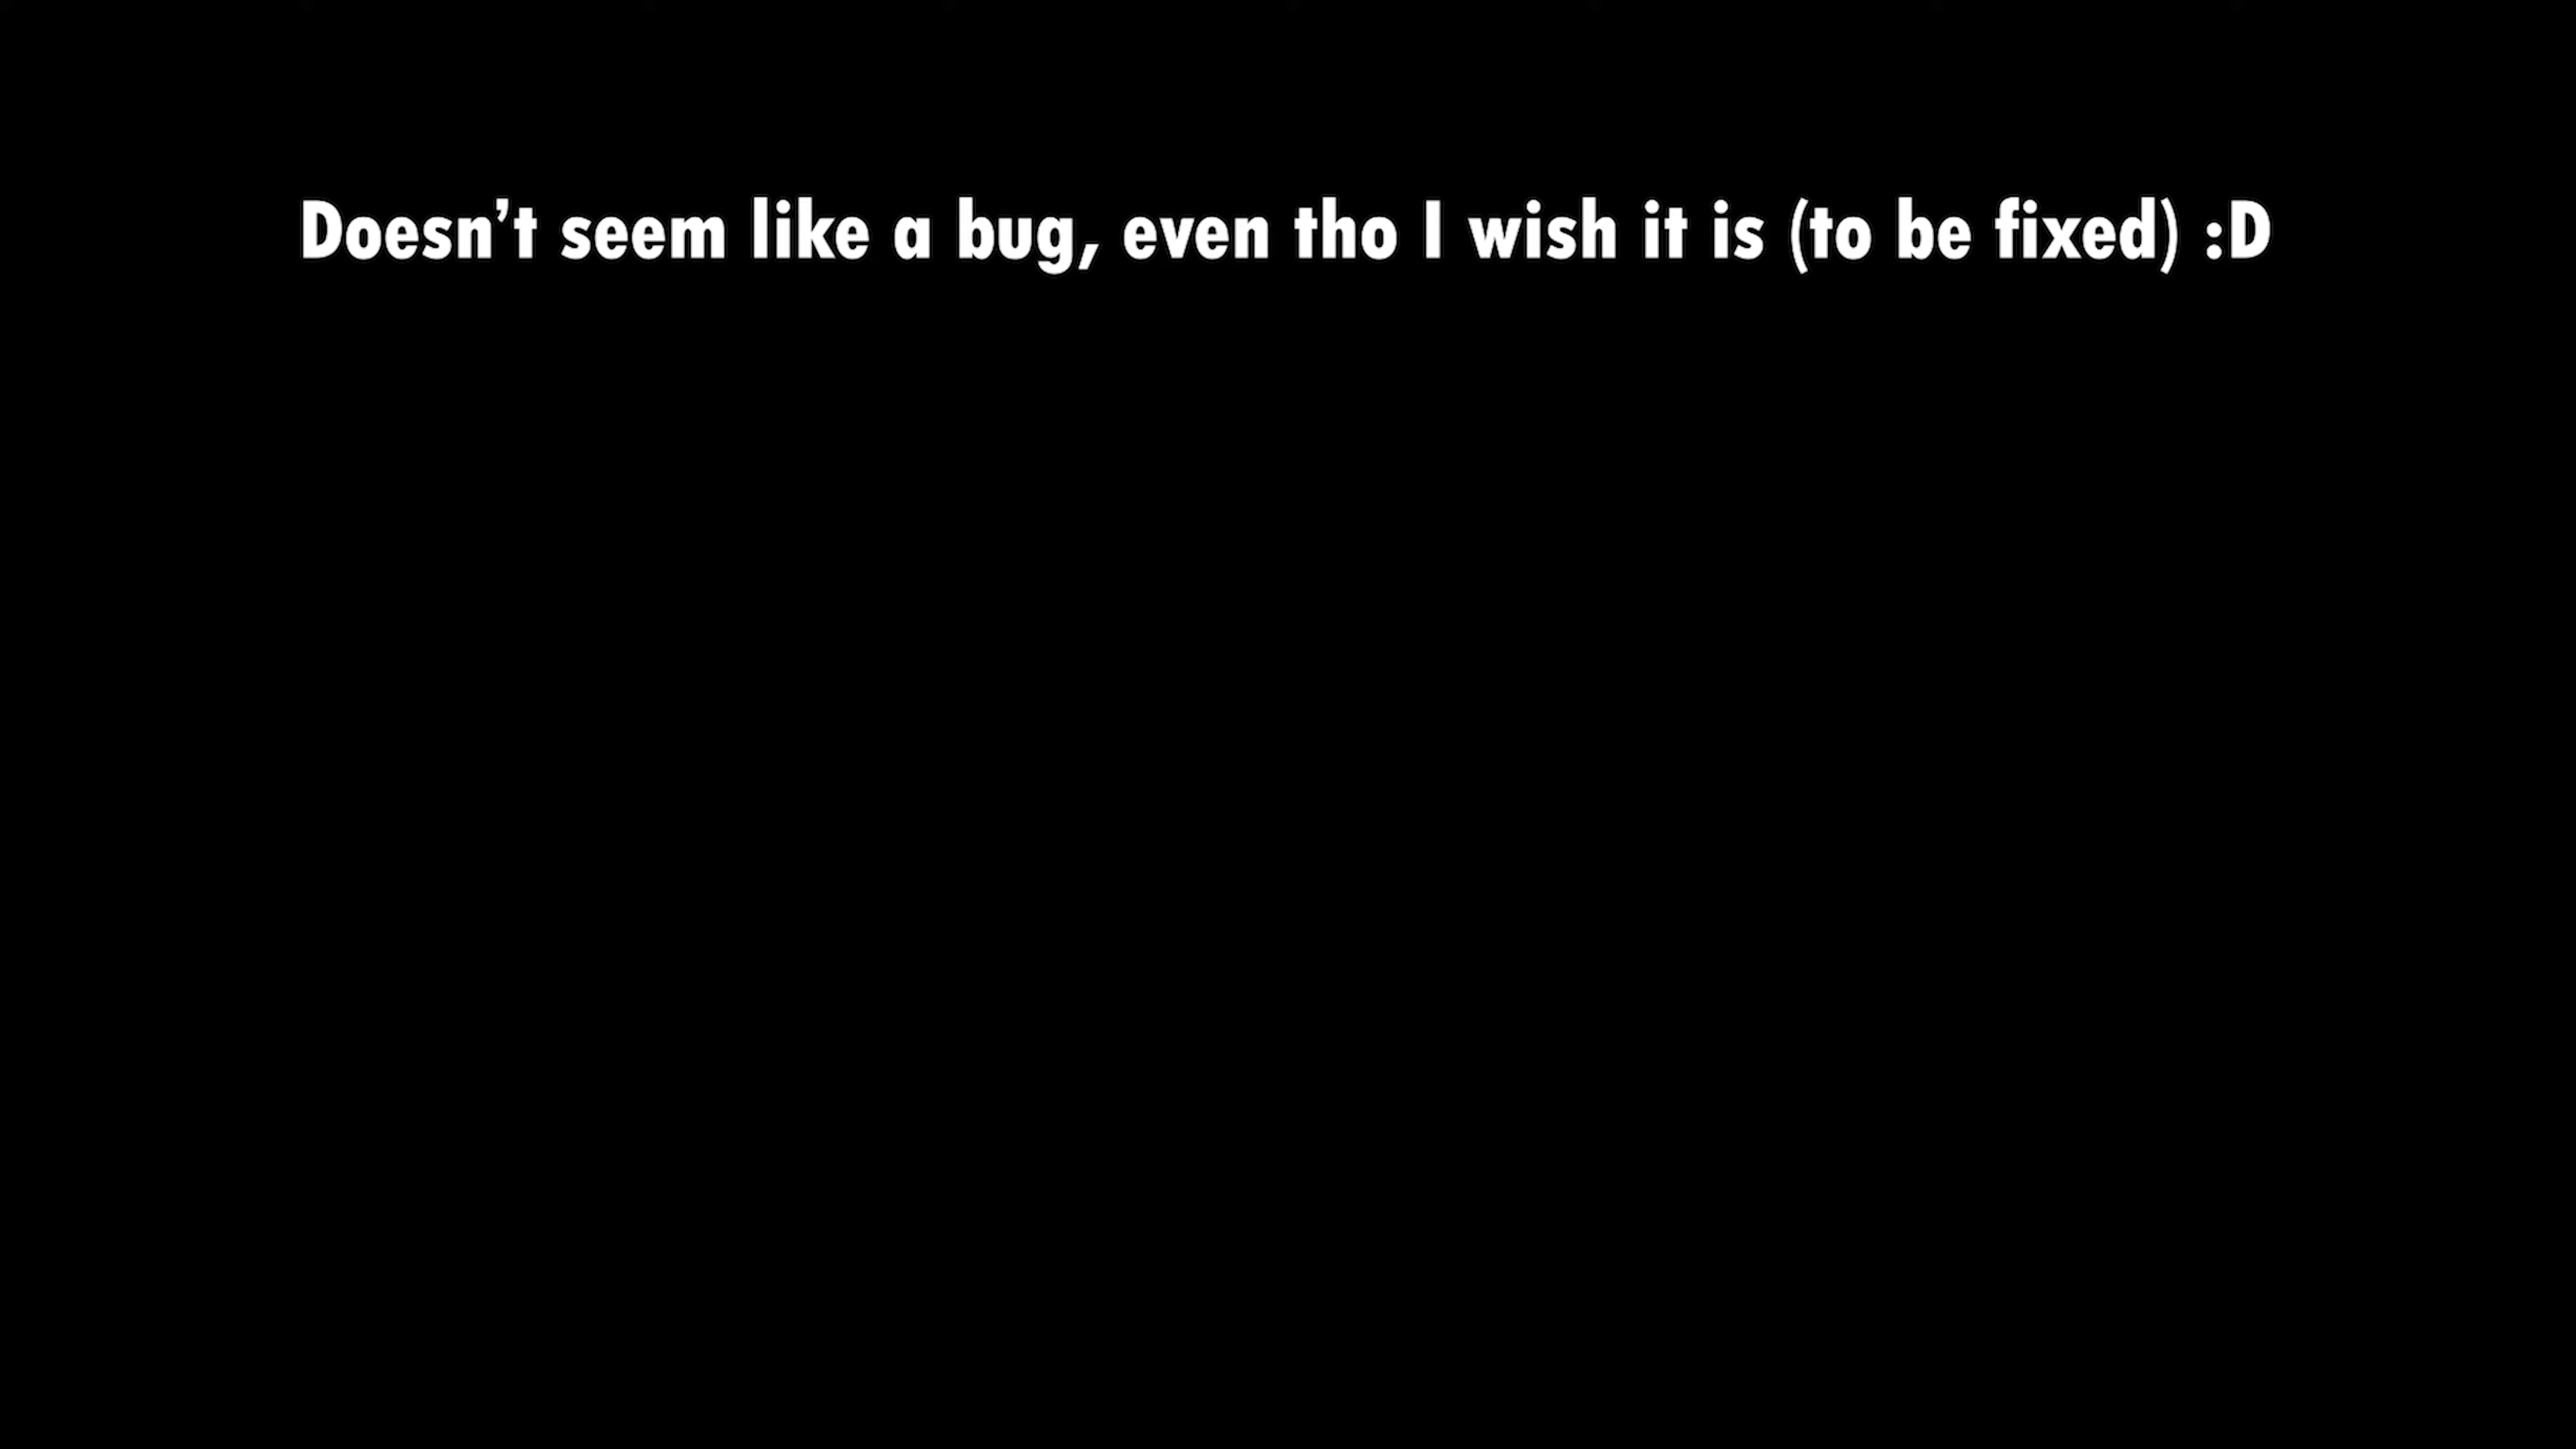 Doesn’t seem like a bug, even tho I wish it is (to be fixed) :D